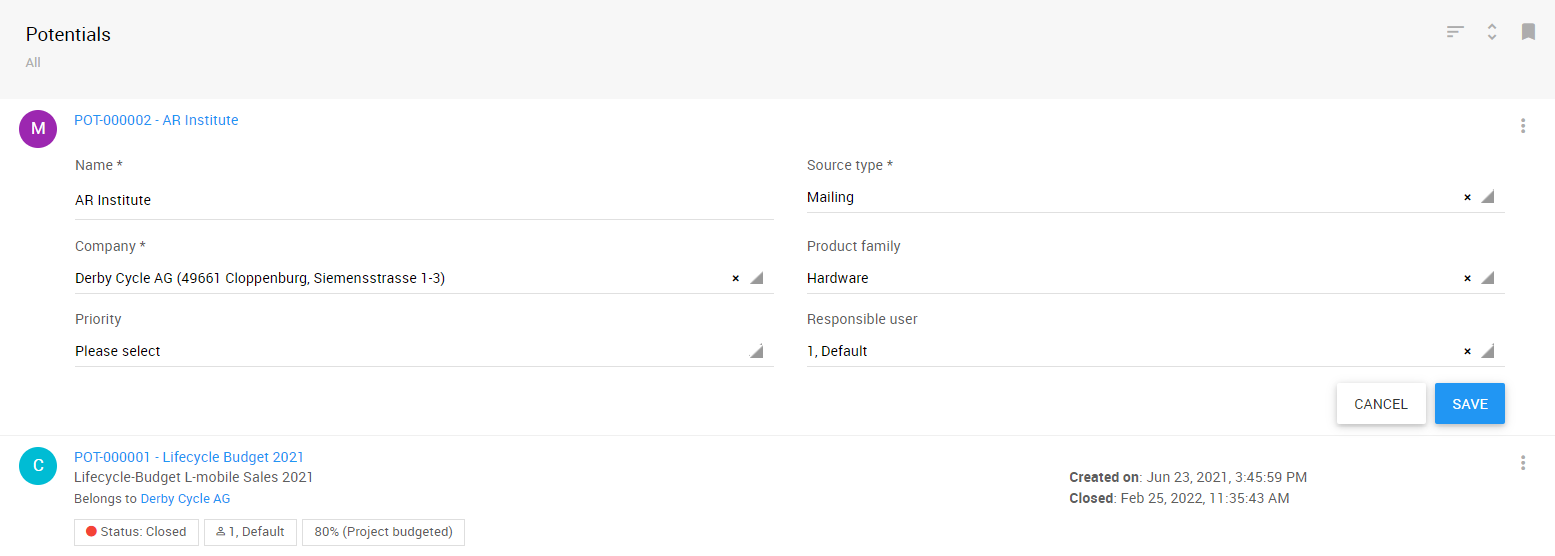 Potentials
All
M
POT-000002 - AR Institute
Name *
Source type *
AR Institute
Mailing
Company *
Product family
Derby Cycle AG (49661 Cloppenburg, Siemensstrasse 1-3)
Hardware
Priority
Responsible user
Please select
1, Default
CANCEL
SAVE
C
POT-000001 - Lifecycle Budget 2021
Lifecycle-Budget L-mobile Sales 2021
Belongs to Derby Cycle AG
Created on: Jun 23, 2021, 3:45:59 PM
Closed: Feb 25, 2022, 11:35:43 AM
Status: Closed
1, Default
80% (Project budgeted)